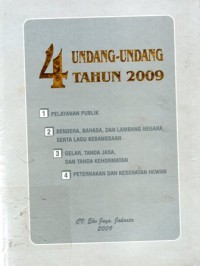 4 UNDANG-UNDANG
TAHUN 2009
1 PELAYANAN PUBLIK
2 BENDERA, BAHASA, DAN LAMBANG NEGARA,
SERTA LAGU KEBANGSAAN
3 GELAR, TANDA JASA,
DAN TANDA KEHORMATAN
4 PETERNAKAN DAN KESEHATAN HEWAN
CV. Eko Jaya, Jakarta
2009